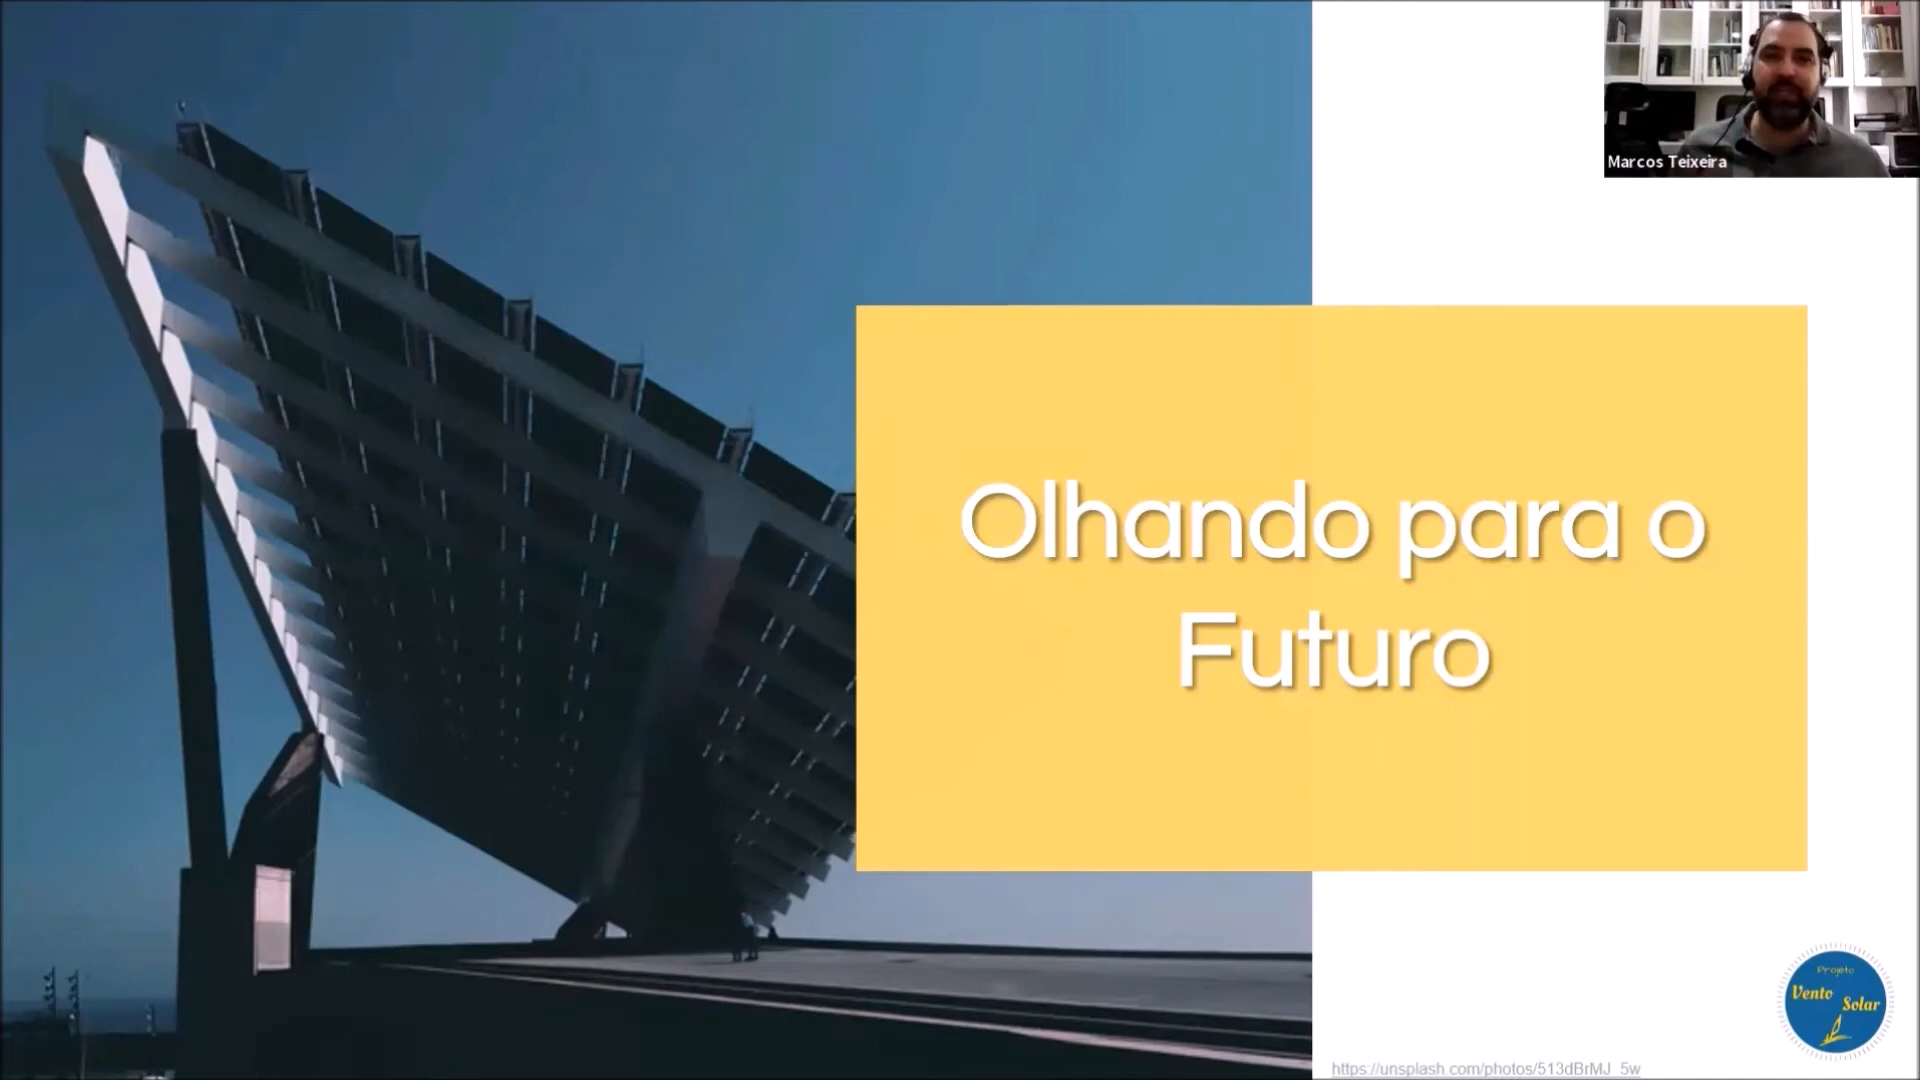 Marcos Teixeira
Olhando para o
Futuro
Projeto
Vento
Solar
https://unsplash.com/photos/513dBrMJ_5w